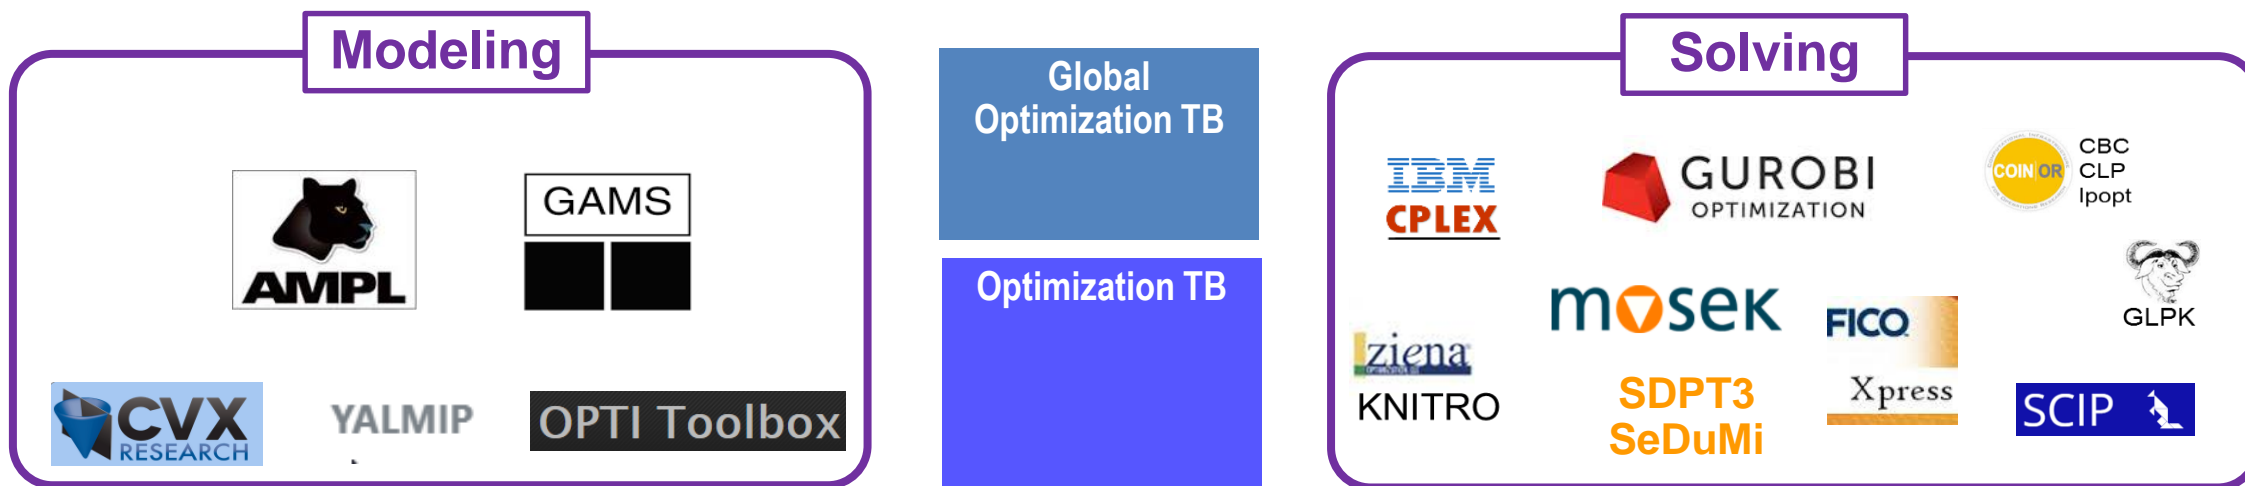 Modeling
AMPL
GAMS
CVX
RESEARCH
YALMIP
OPTI Toolbox
Global
Optimization TB
Optimization TB
Solving
IBM
CPLEX
GUROBI
OPTIMIZATION
COIN OR
CBC
CLP
Ipopt
GLPK
mosek
FICO
Xpress
ziena
KNITRO
SDPT3
SeDuMi
SCIP